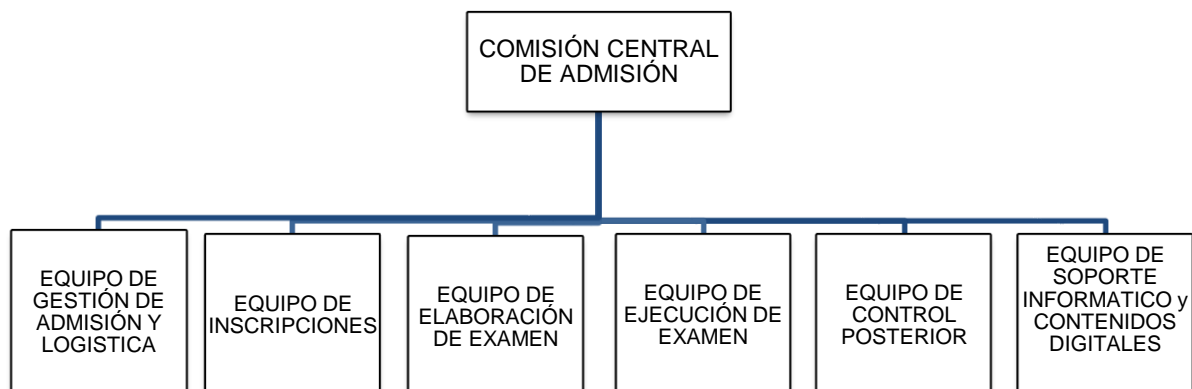 COMISIÓN CENTRAL
DE ADMISIÓN
EQUIPO DE
GESTIÓN DE
ADMISIÓN Y
LOGISTICA
EQUIPO DE
INSCRIPCIONES
EQUIPO DE
ELABORACIÓN
DE EXAMEN
EQUIPO DE
EJECUCIÓN DE
EXAMEN
EQUIPO DE
CONTROL
POSTERIOR
EQUIPO DE
SOPORTE
INFORMATICO y
CONTENIDOS
DIGITALES